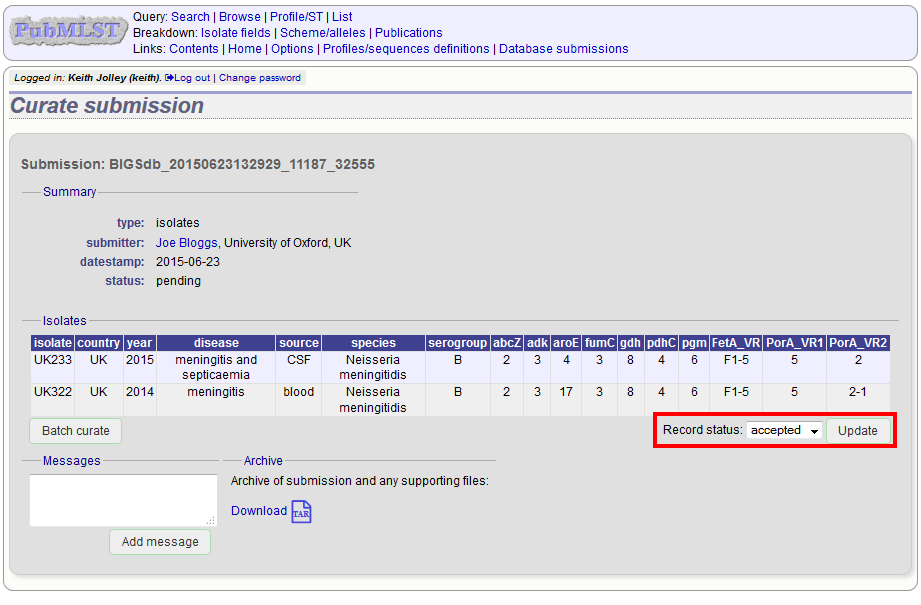 PubMLST
Query: Search | Browse | Profile/ST | List
Breakdown: Isolate fields | Scheme/alleles | Publications
Links: Contents | Home | Options | Profiles/sequences definitions | Database submissions
Logged in: Keith Jolley (keith). Log out | Change password
Curate submission
Submission: BIGSdb_20150623132929_11187_32555
Summary
type: isolates
submitter: Joe Bloggs, University of Oxford, UK
datestamp: 2015-06-23
status: pending
Isolates
isolate country year disease source species serogroup abcZ adk aroE fumC gdh pdhC pgm FetA_VR PorA_VR1 PorA_VR2
UK233 UK 2015 meningitis and CSF Neisseria B 2 3 4 3 8 4 6 F1-5 5 2
septicaemia meningitidis
UK322 UK 2014 meningitis blood Neisseria B 2 3 17 3 8 4 6 F1-5 5 2-1
meningitidis
Batch curate Record status: accepted Update
Messages Archive
Archive of submission and any supporting files:
Download TAR
Add message